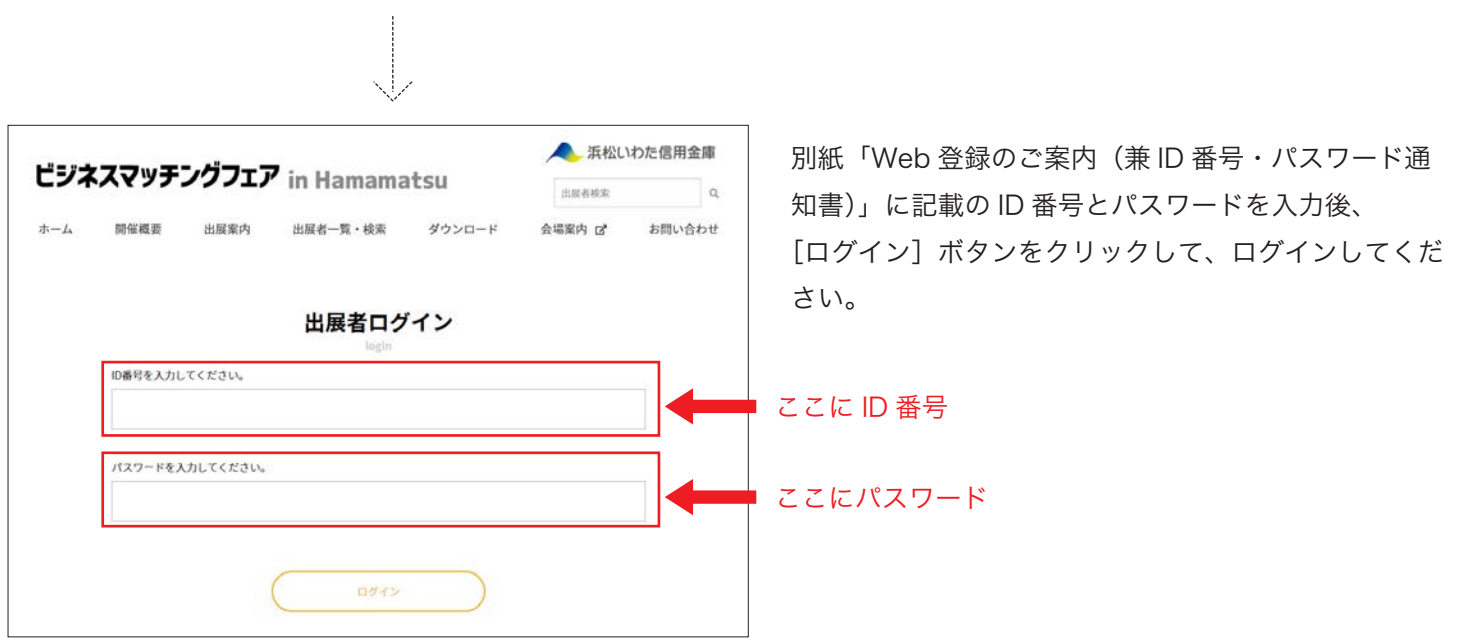 浜松いわた信用金庫
ビジネスマッチングフェア in Hamamatsu
出展者検索
ホーム 開催概要 出展案内 出展者一覧・検索 ダウンロード 会場案内 お問い合わせ
出展者ログイン
login
ID番号を入力してください。
パスワードを入力してください。
ログイン
別紙「Web 登録のご案内（兼 ID 番号・パスワード通
知書）」に記載の ID 番号とパスワードを入力後、
［ログイン］ボタンをクリックして、ログインしてくだ
さい。
ここに ID 番号
ここにパスワード